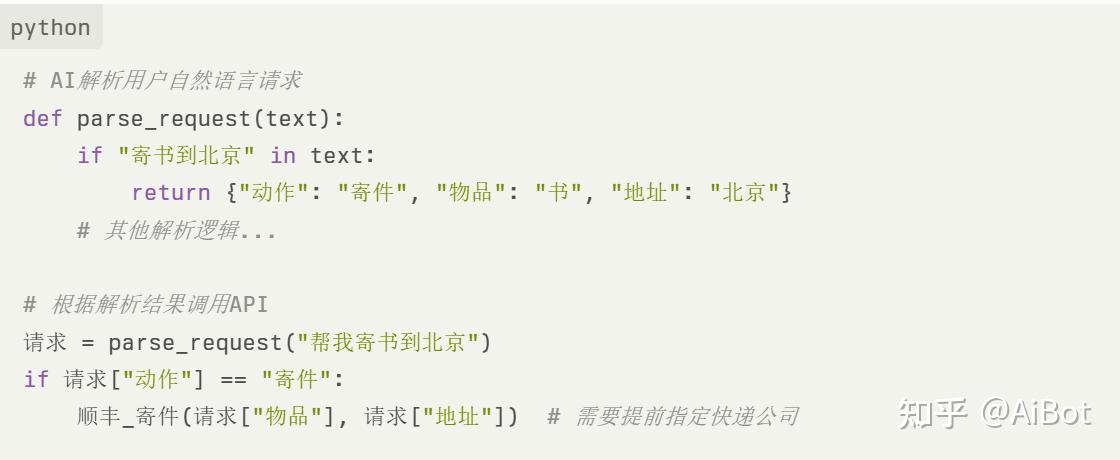 python
# AI解析用户自然语言请求
def parse_request(text):
    if "寄书到北京" in text:
        return {"动作": "寄件", "物品": "书", "地址": "北京"}
    # 其他解析逻辑...
# 根据解析结果调用API
请求 = parse_request("帮我寄书到北京")
if 请求["动作"] == "寄件":
    顺丰_寄件(请求["物品"], 请求["地址"])  # 需要提前指定快递公司
知乎 @AiBot